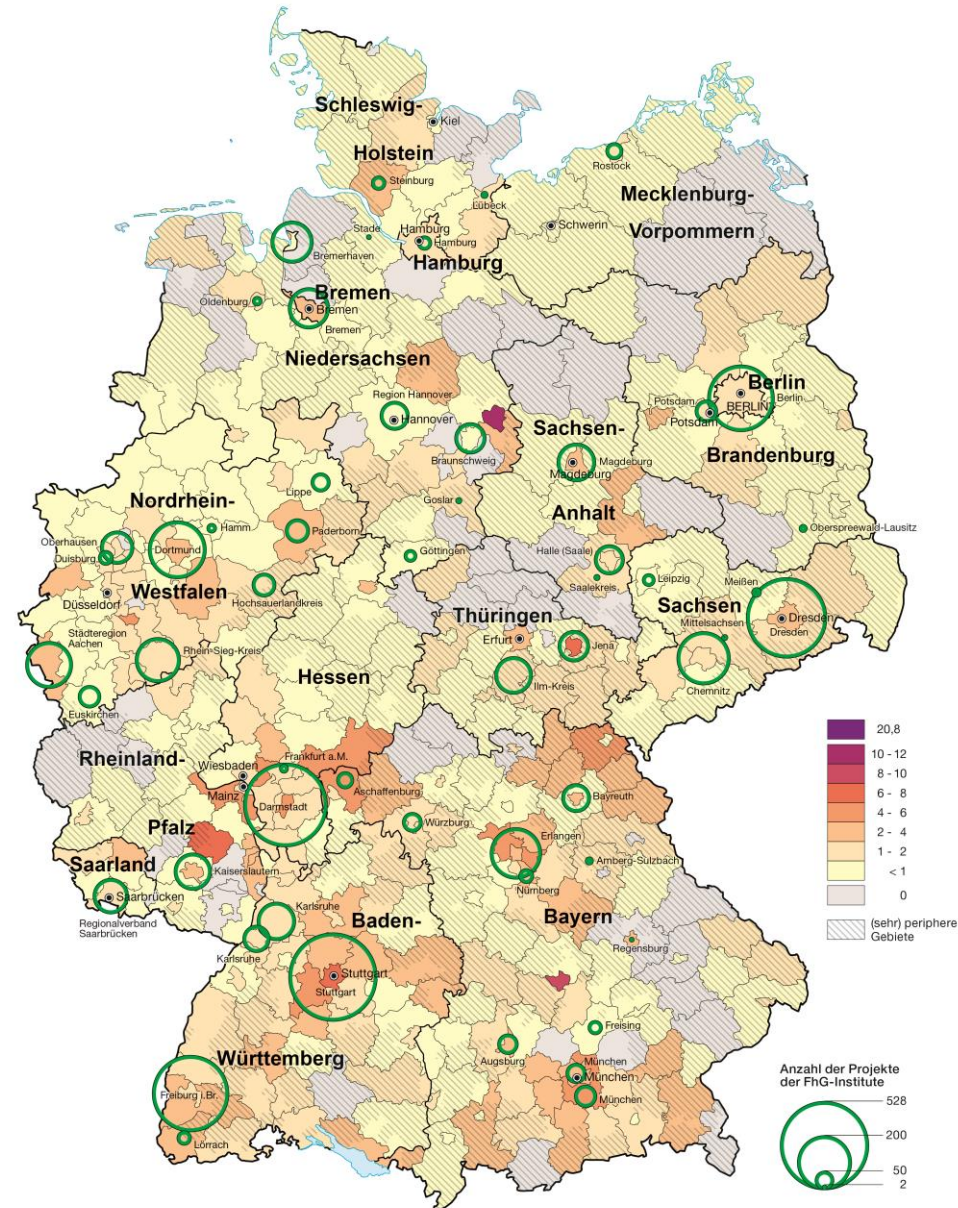 Schleswig-
Kiel
Holstein
Steinburg
Rostock
Lübeck
Mecklenburg-
Vorpommern
Schwerin
Stade
Hamburg
Hamburg
Hamburg
Bremerhaven
Oldenburg
Bremen
Bremen
Bremen
Niedersachsen
Region Hannover
Hannover
Braunschweig
Berlin
Berlin
BERLIN
Potsdam
Potsdam
Brandenburg
Sachsen-
Magdeburg
Magdeburg
Anhalt
Goslar
Lippe
Nordrhein-
Hamm
Paderborn
Oberhausen
Duisburg
Dortmund
Göttingen
Halle (Saale)
Saalekreis
Oberspreewald-Lausitz
Leipzig
Meißen
Westfalen
Hochsauerlandkreis
Düsseldorf
Thüringen
Sachsen
Mittelsachsen
Dresden
Dresden
Erfurt
Jena
Städteregion
Aachen
Rhein-Sieg-Kreis
Hessen
Ilm-Kreis
Chemnitz
Euskirchen
Rheinland-
Wiesbaden
Frankfurt a.M.
Mainz
Aschaffenburg
Darmstadt
Bayreuth
Pfalz
Würzburg
Erlangen
Amberg-Sulzbach
Saarland
Kaiserslautern
Nürnberg
Saarbrücken
Regionalverband
Saarbrücken
Karlsruhe
Karlsruhe
Baden-
Bayern
Regensburg
Stuttgart
Stuttgart
Freising
Augsburg
München
München
München
Württemberg
Freiburg i.Br.
Lörrach
20,8
10 - 12
8 - 10
6 - 8
4 - 6
2 - 4
1 - 2
< 1
0
(sehr) periphere
Gebiete
Anzahl der Projekte
der FhG-Institute
528
200
50
2